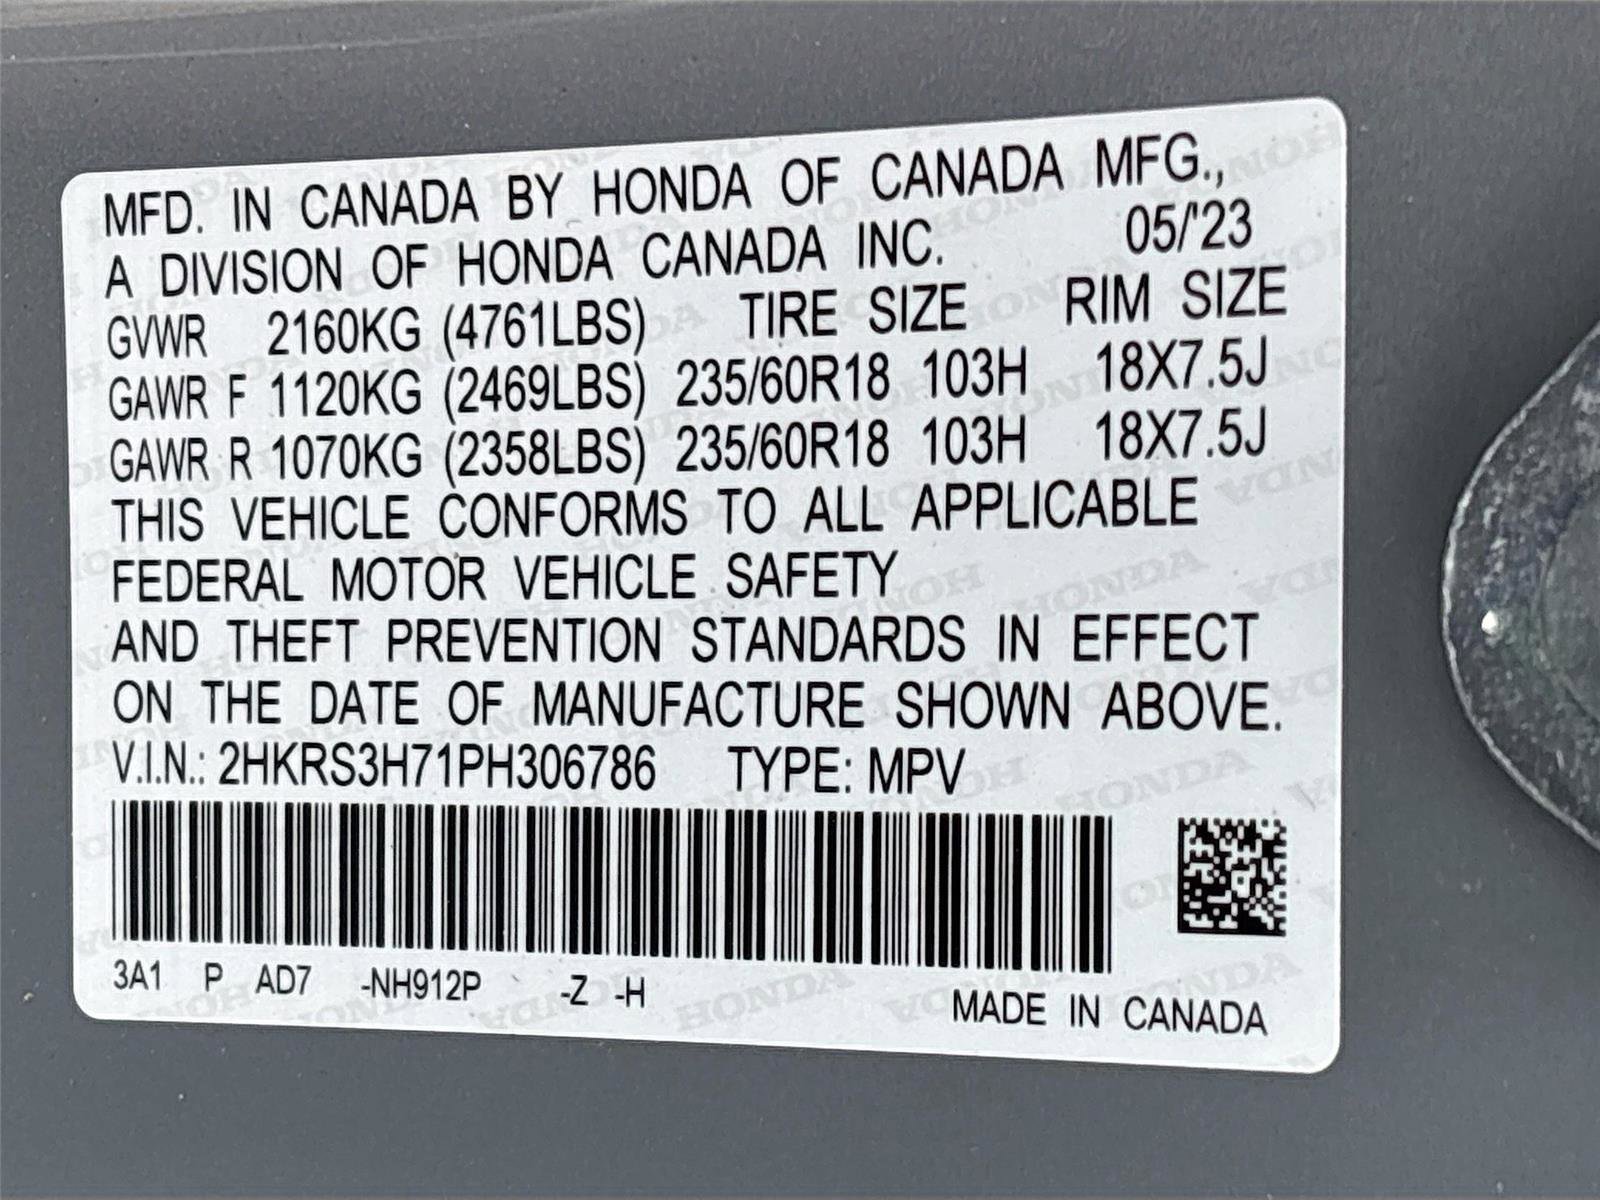 MFD. IN CANADA BY HONDA OF CANADA MFG.,
A DIVISION OF HONDA CANADA INC. 05/'23
GVWR 2160KG (4761LBS) TIRE SIZE RIM SIZE
GAWR F 1120KG (2469LBS) 235/60R18 103H 18X7.5J
GAWR R 1070KG (2358LBS) 235/60R18 103H 18X7.5J
THIS VEHICLE CONFORMS TO ALL APPLICABLE
FEDERAL MOTOR VEHICLE SAFETY
AND THEFT PREVENTION STANDARDS IN EFFECT
ON THE DATE OF MANUFACTURE SHOWN ABOVE.
V.I.N.: 2HKRS3H71PH306786 TYPE: MPV
3A1 P AD7 -NH912P -Z -H
MADE IN CANADA